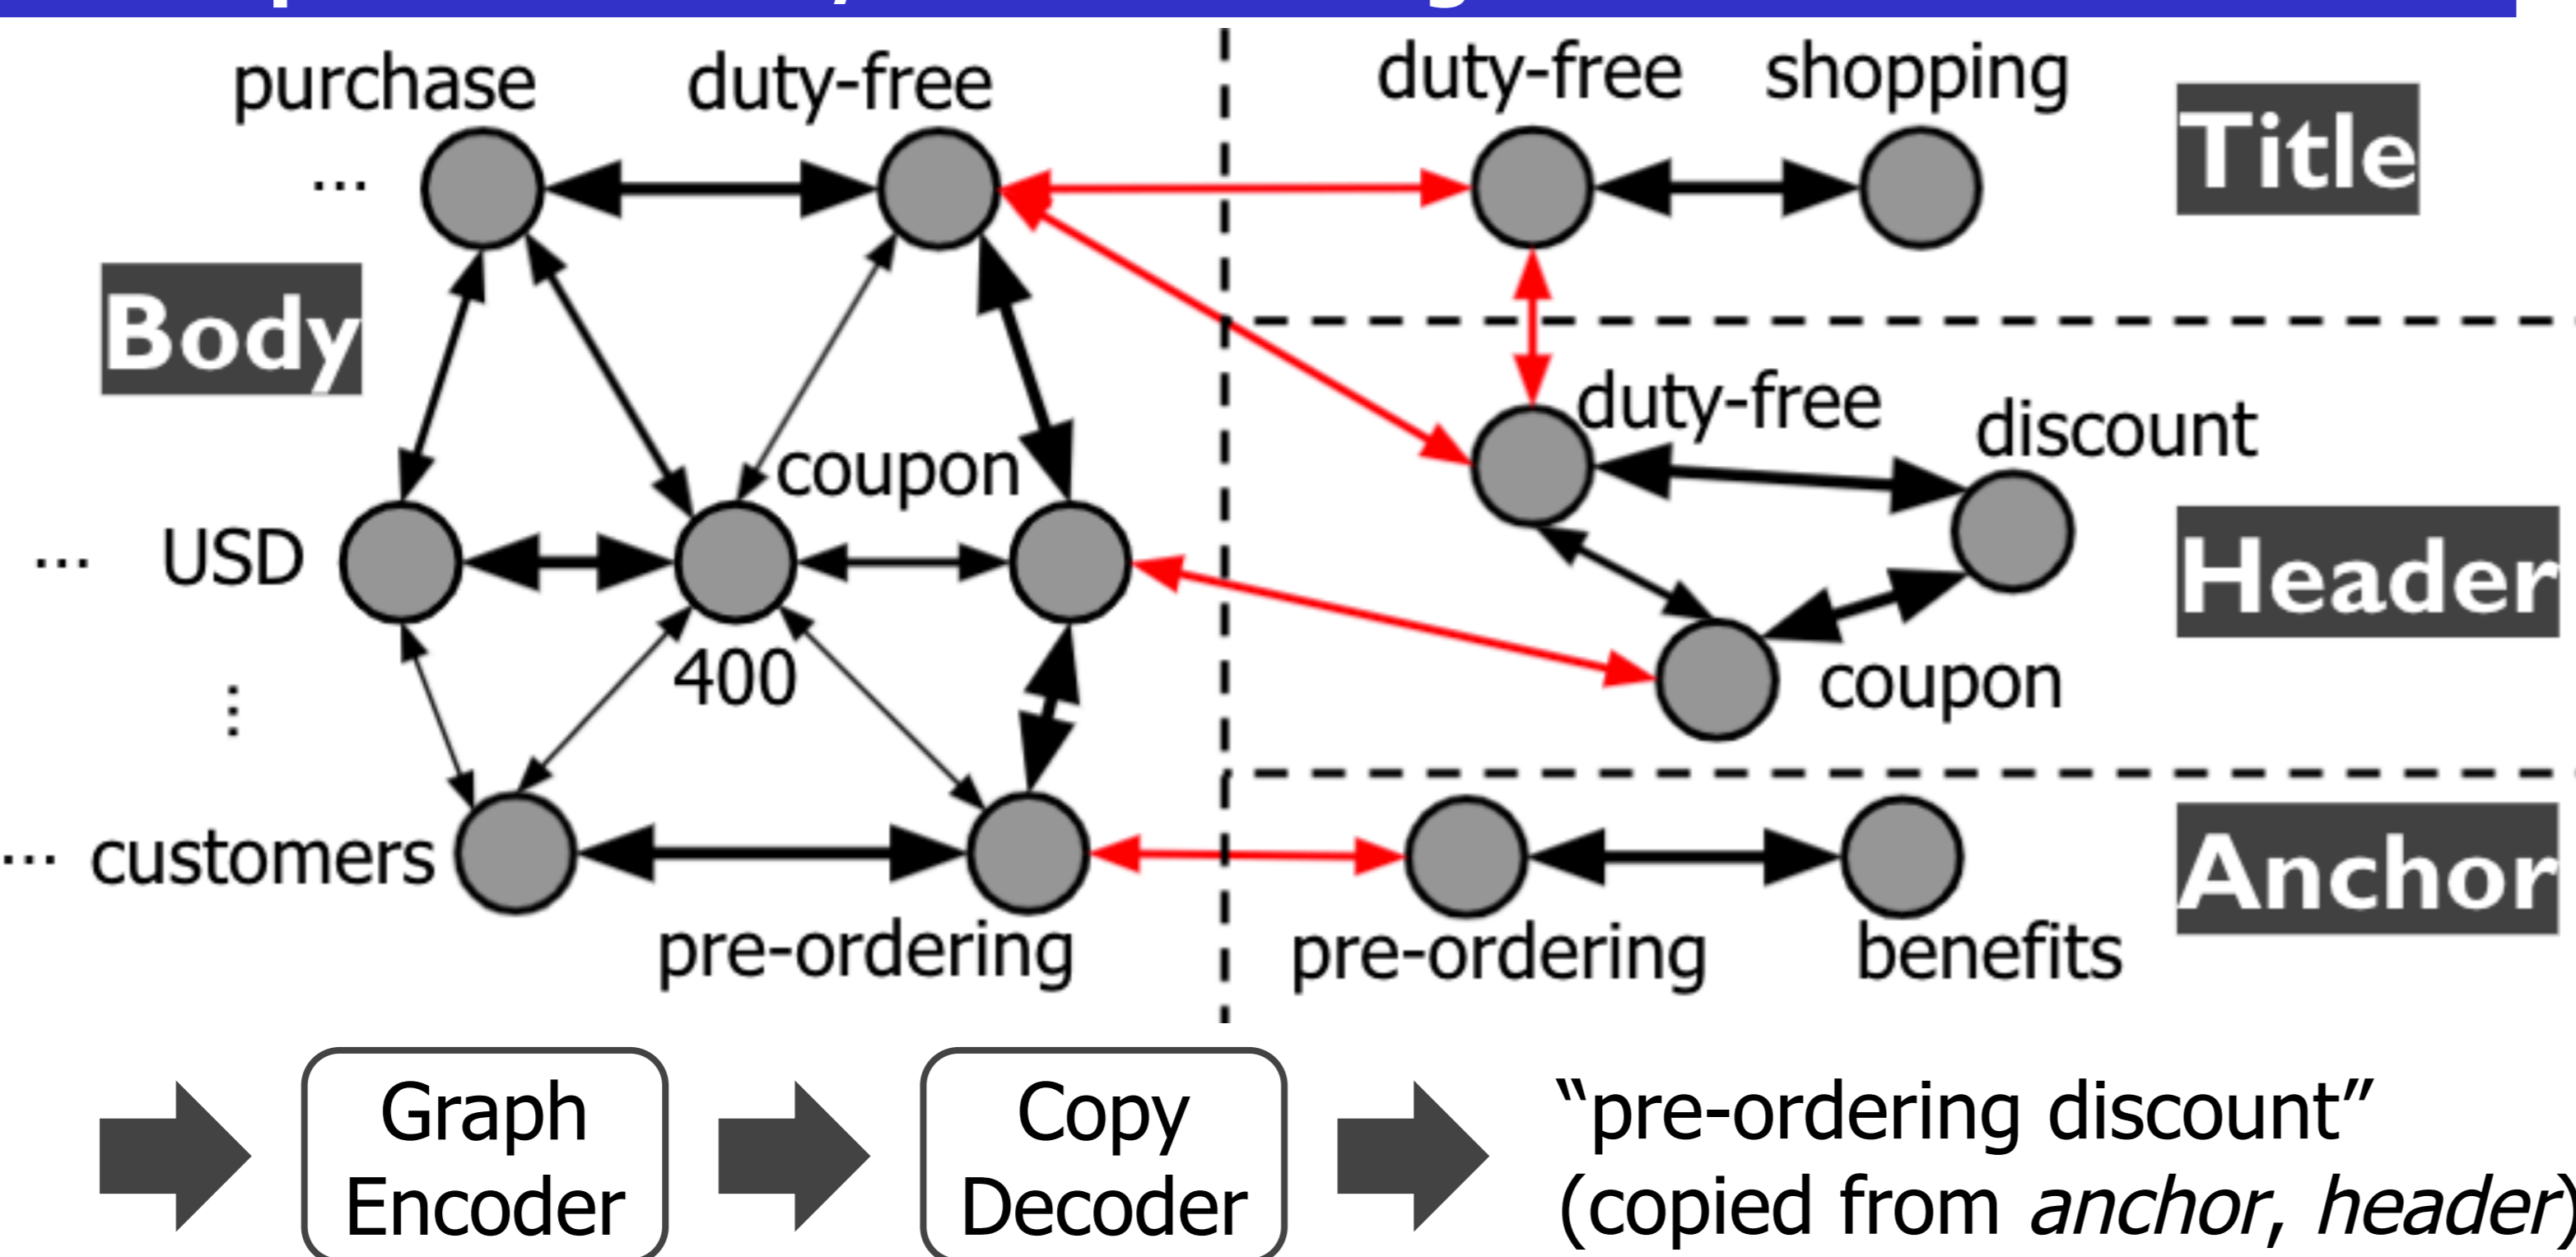 purchase duty-free
duty-free shopping
Title
...
Body
duty-free
discount
coupon
... USD
400
Header
coupon
...
... customers
pre-ordering
pre-ordering
benefits
Anchor
Graph
Encoder
Copy
Decoder
“pre-ordering discount”
(copied from anchor, header)